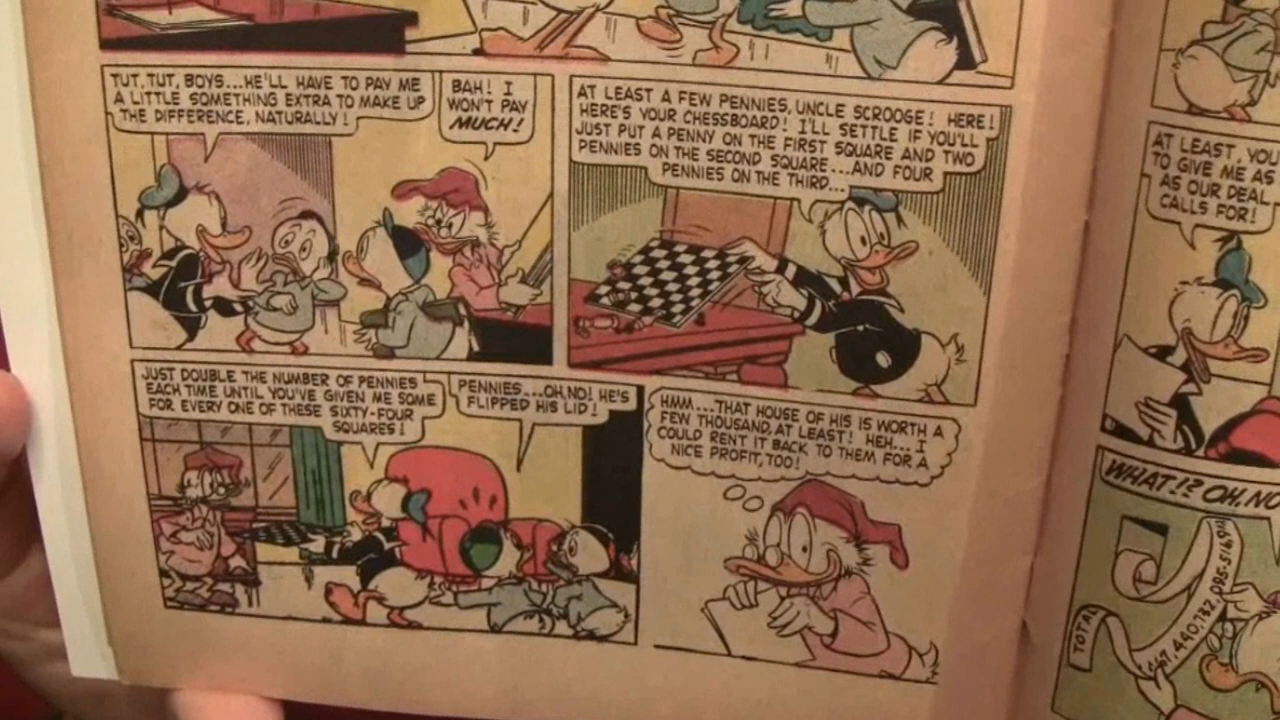 TUT, TUT, BOYS...HE'LL HAVE TO PAY ME
A LITTLE SOMETHING EXTRA TO MAKE UP
THE DIFFERENCE, NATURALLY!
BAH! I
WON'T PAY
MUCH!
AT LEAST A FEW PENNIES, UNCLE SCROOGE! HERE!
HERE'S YOUR CHESSBOARD! I'LL SETTLE IF YOU'LL
JUST PUT A PENNY ON THE FIRST SQUARE AND TWO
PENNIES ON THE SECOND SQUARE...AND FOUR
PENNIES ON THE THIRD...
JUST DOUBLE THE NUMBER OF PENNIES
EACH TIME UNTIL YOU'VE GIVEN ME SOME
FOR EVERY ONE OF THESE SIXTY-FOUR
SQUARES!
PENNIES...OH, NO! HE'S
FLIPPED HIS LID!
HMM...THAT HOUSE OF HIS IS WORTH A
FEW THOUSAND, AT LEAST! HEH...I
COULD RENT IT BACK TO THEM FOR A
NICE PROFIT, TOO!
AT LEAST, YOU
TO GIVE ME AS
AS OUR DEAL
CALLS FOR!
WHAT!? OH, NO
TOTAL